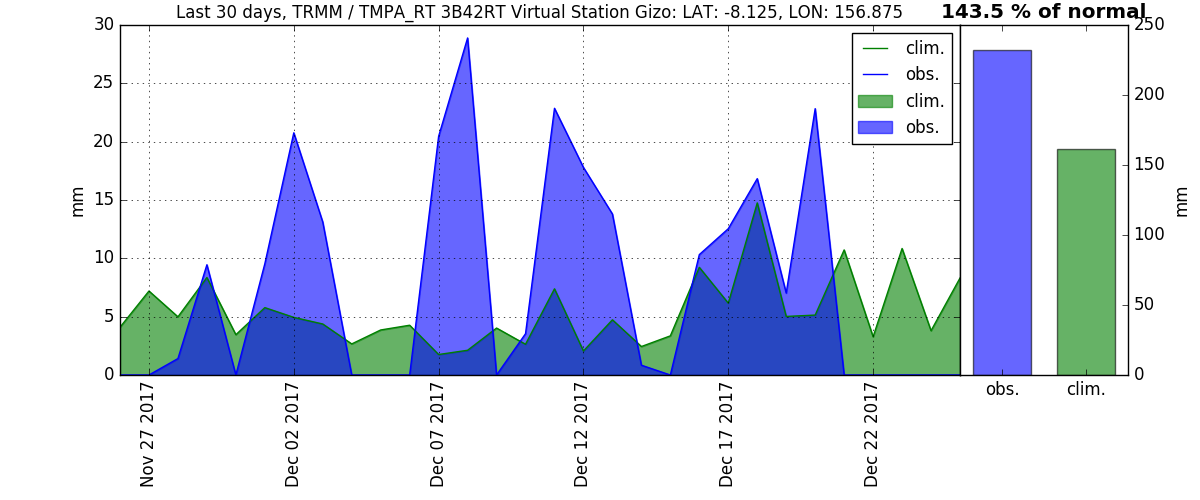 Last 30 days, TRMM / TMPA_RT 3B42RT Virtual Station Gizo: LAT: -8.125, LON: 156.875
143.5 % of normal
30
25
20
15
10
5
0
mm
clim.
obs.
clim.
obs.
Nov 27 2017
Dec 02 2017
Dec 07 2017
Dec 12 2017
Dec 17 2017
Dec 22 2017
250
200
150
100
50
0
mm
obs.
clim.